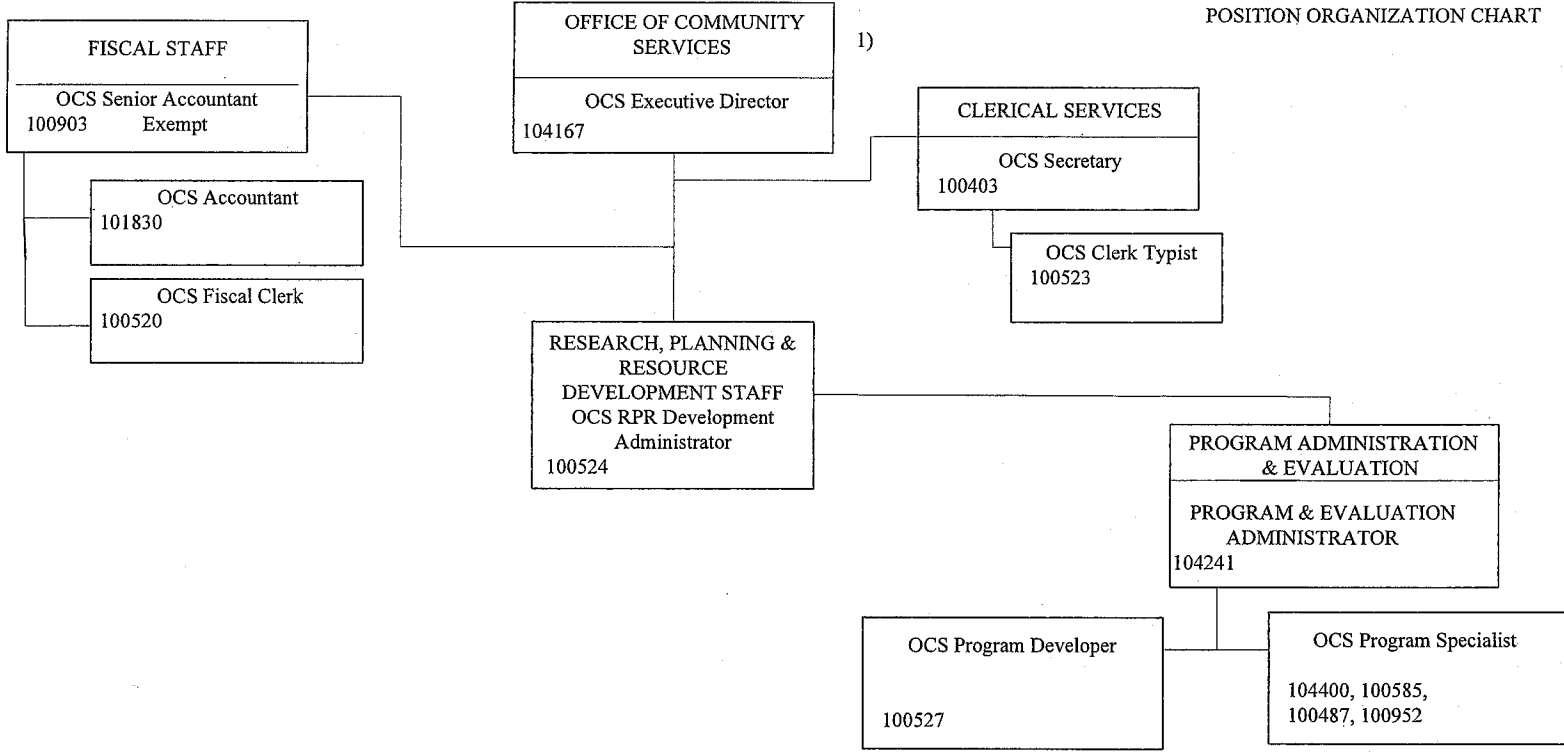 POSITION ORGANIZATION CHART
FISCAL STAFF
OCS Senior Accountant
100903 Exempt
OCS Accountant
101830
OCS Fiscal Clerk
100520
OFFICE OF COMMUNITY
SERVICES
1)
OCS Executive Director
104167
CLERICAL SERVICES
OCS Secretary
100403
OCS Clerk Typist
100523
RESEARCH, PLANNING &
RESOURCE
DEVELOPMENT STAFF
OCS RPR Development
Administrator
100524
PROGRAM ADMINISTRATION
& EVALUATION
PROGRAM & EVALUATION
ADMINISTRATOR
104241
OCS Program Developer
100527
OCS Program Specialist
104400, 100585,
100487, 100952